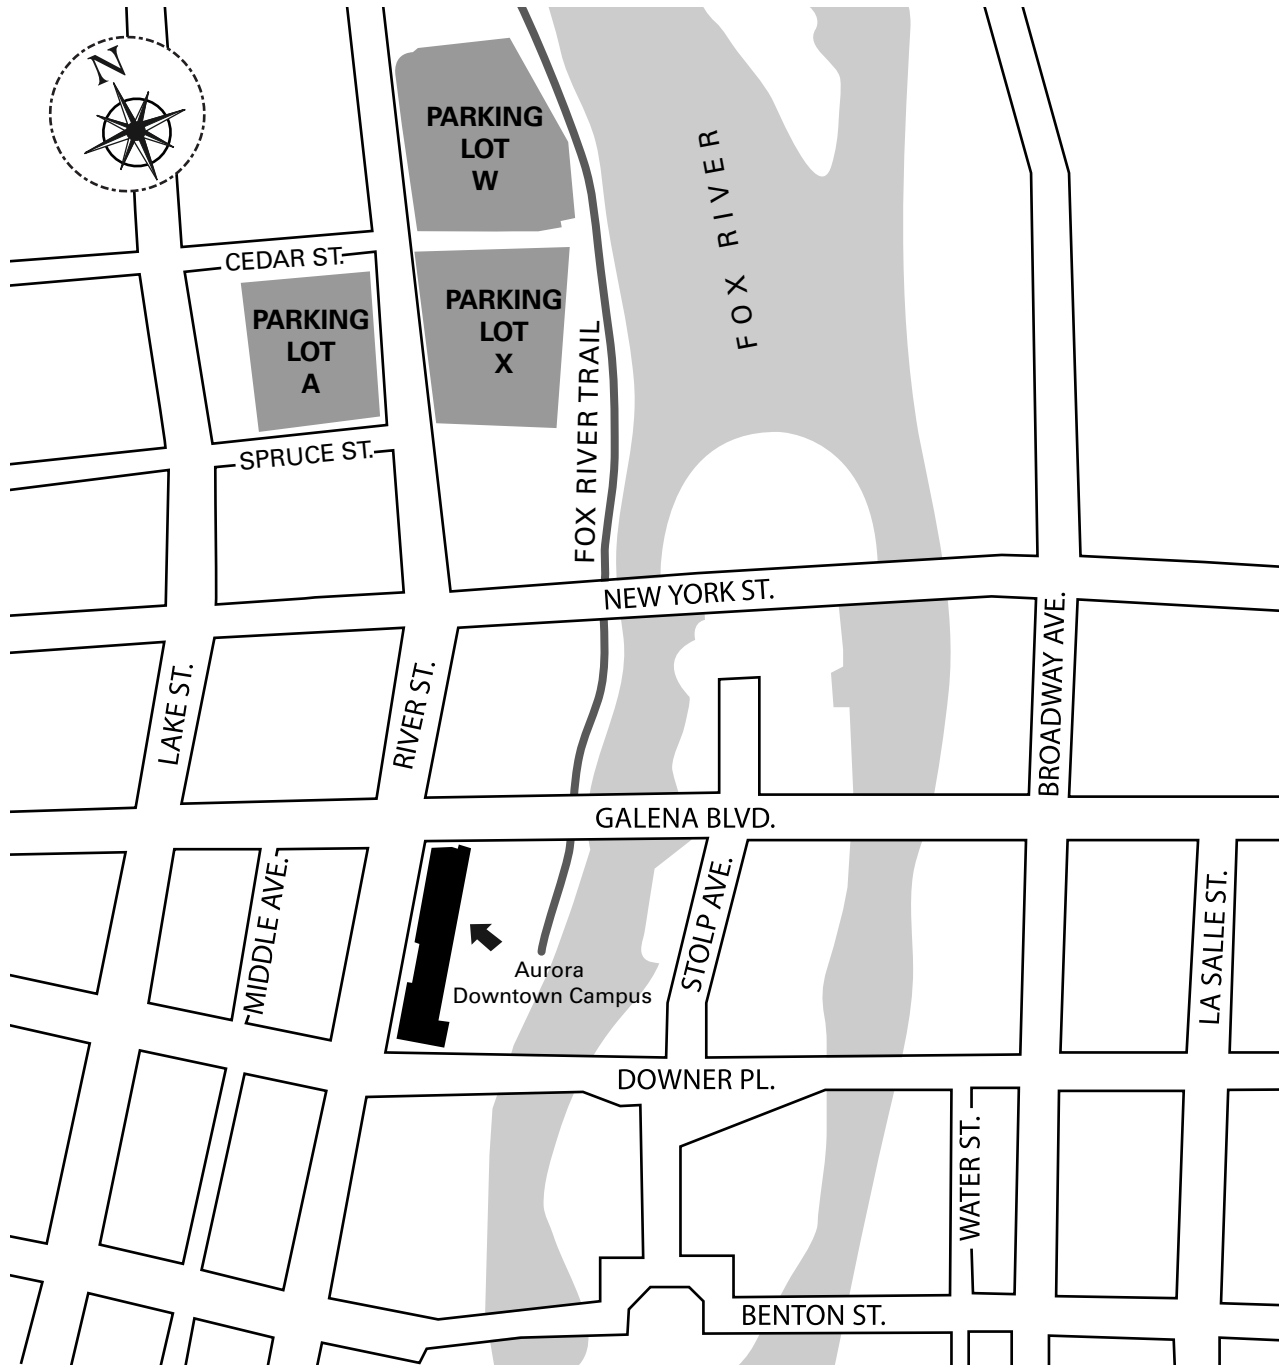 N
PARKING
LOT
W
FOX RIVER
CEDAR ST.
PARKING
LOT
A
PARKING
LOT
X
FOX RIVER TRAIL
SPRUCE ST.
NEW YORK ST.
LAKE ST.
RIVER ST.
BROADWAY AVE.
GALENA BLVD.
MIDDLE AVE.
STOLP AVE.
LA SALLE ST.
Aurora
Downtown Campus
DOWNER PL.
WATER ST.
BENTON ST.